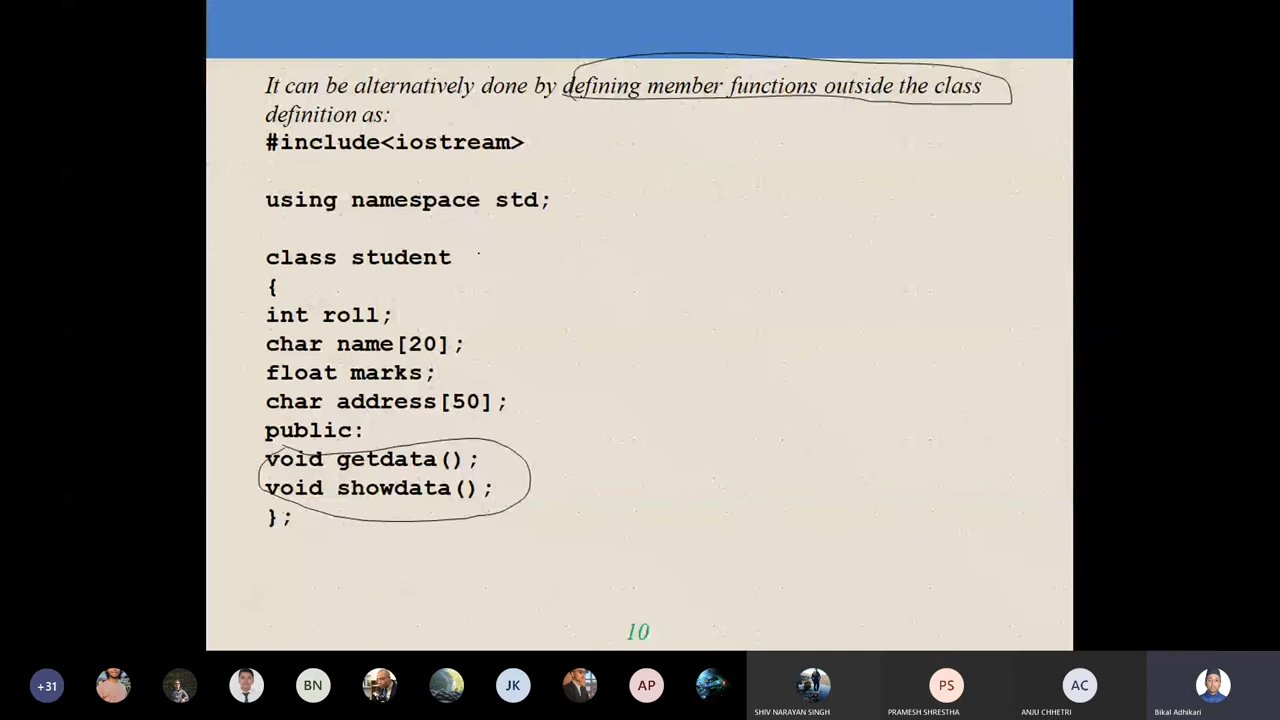 It can be alternatively done by defining member functions outside the class
definition as:
#include<iostream>
using namespace std;
class student
{
int roll;
char name[20];
float marks;
char address[50];
public:
void getdata();
void showdata();
};
10
+31
BN
JK
AP
PS
AC
SHIV NARAYAN SINGH
PRAMESH SHRESTHA
ANJU CHHETRI
Bikal Adhikari